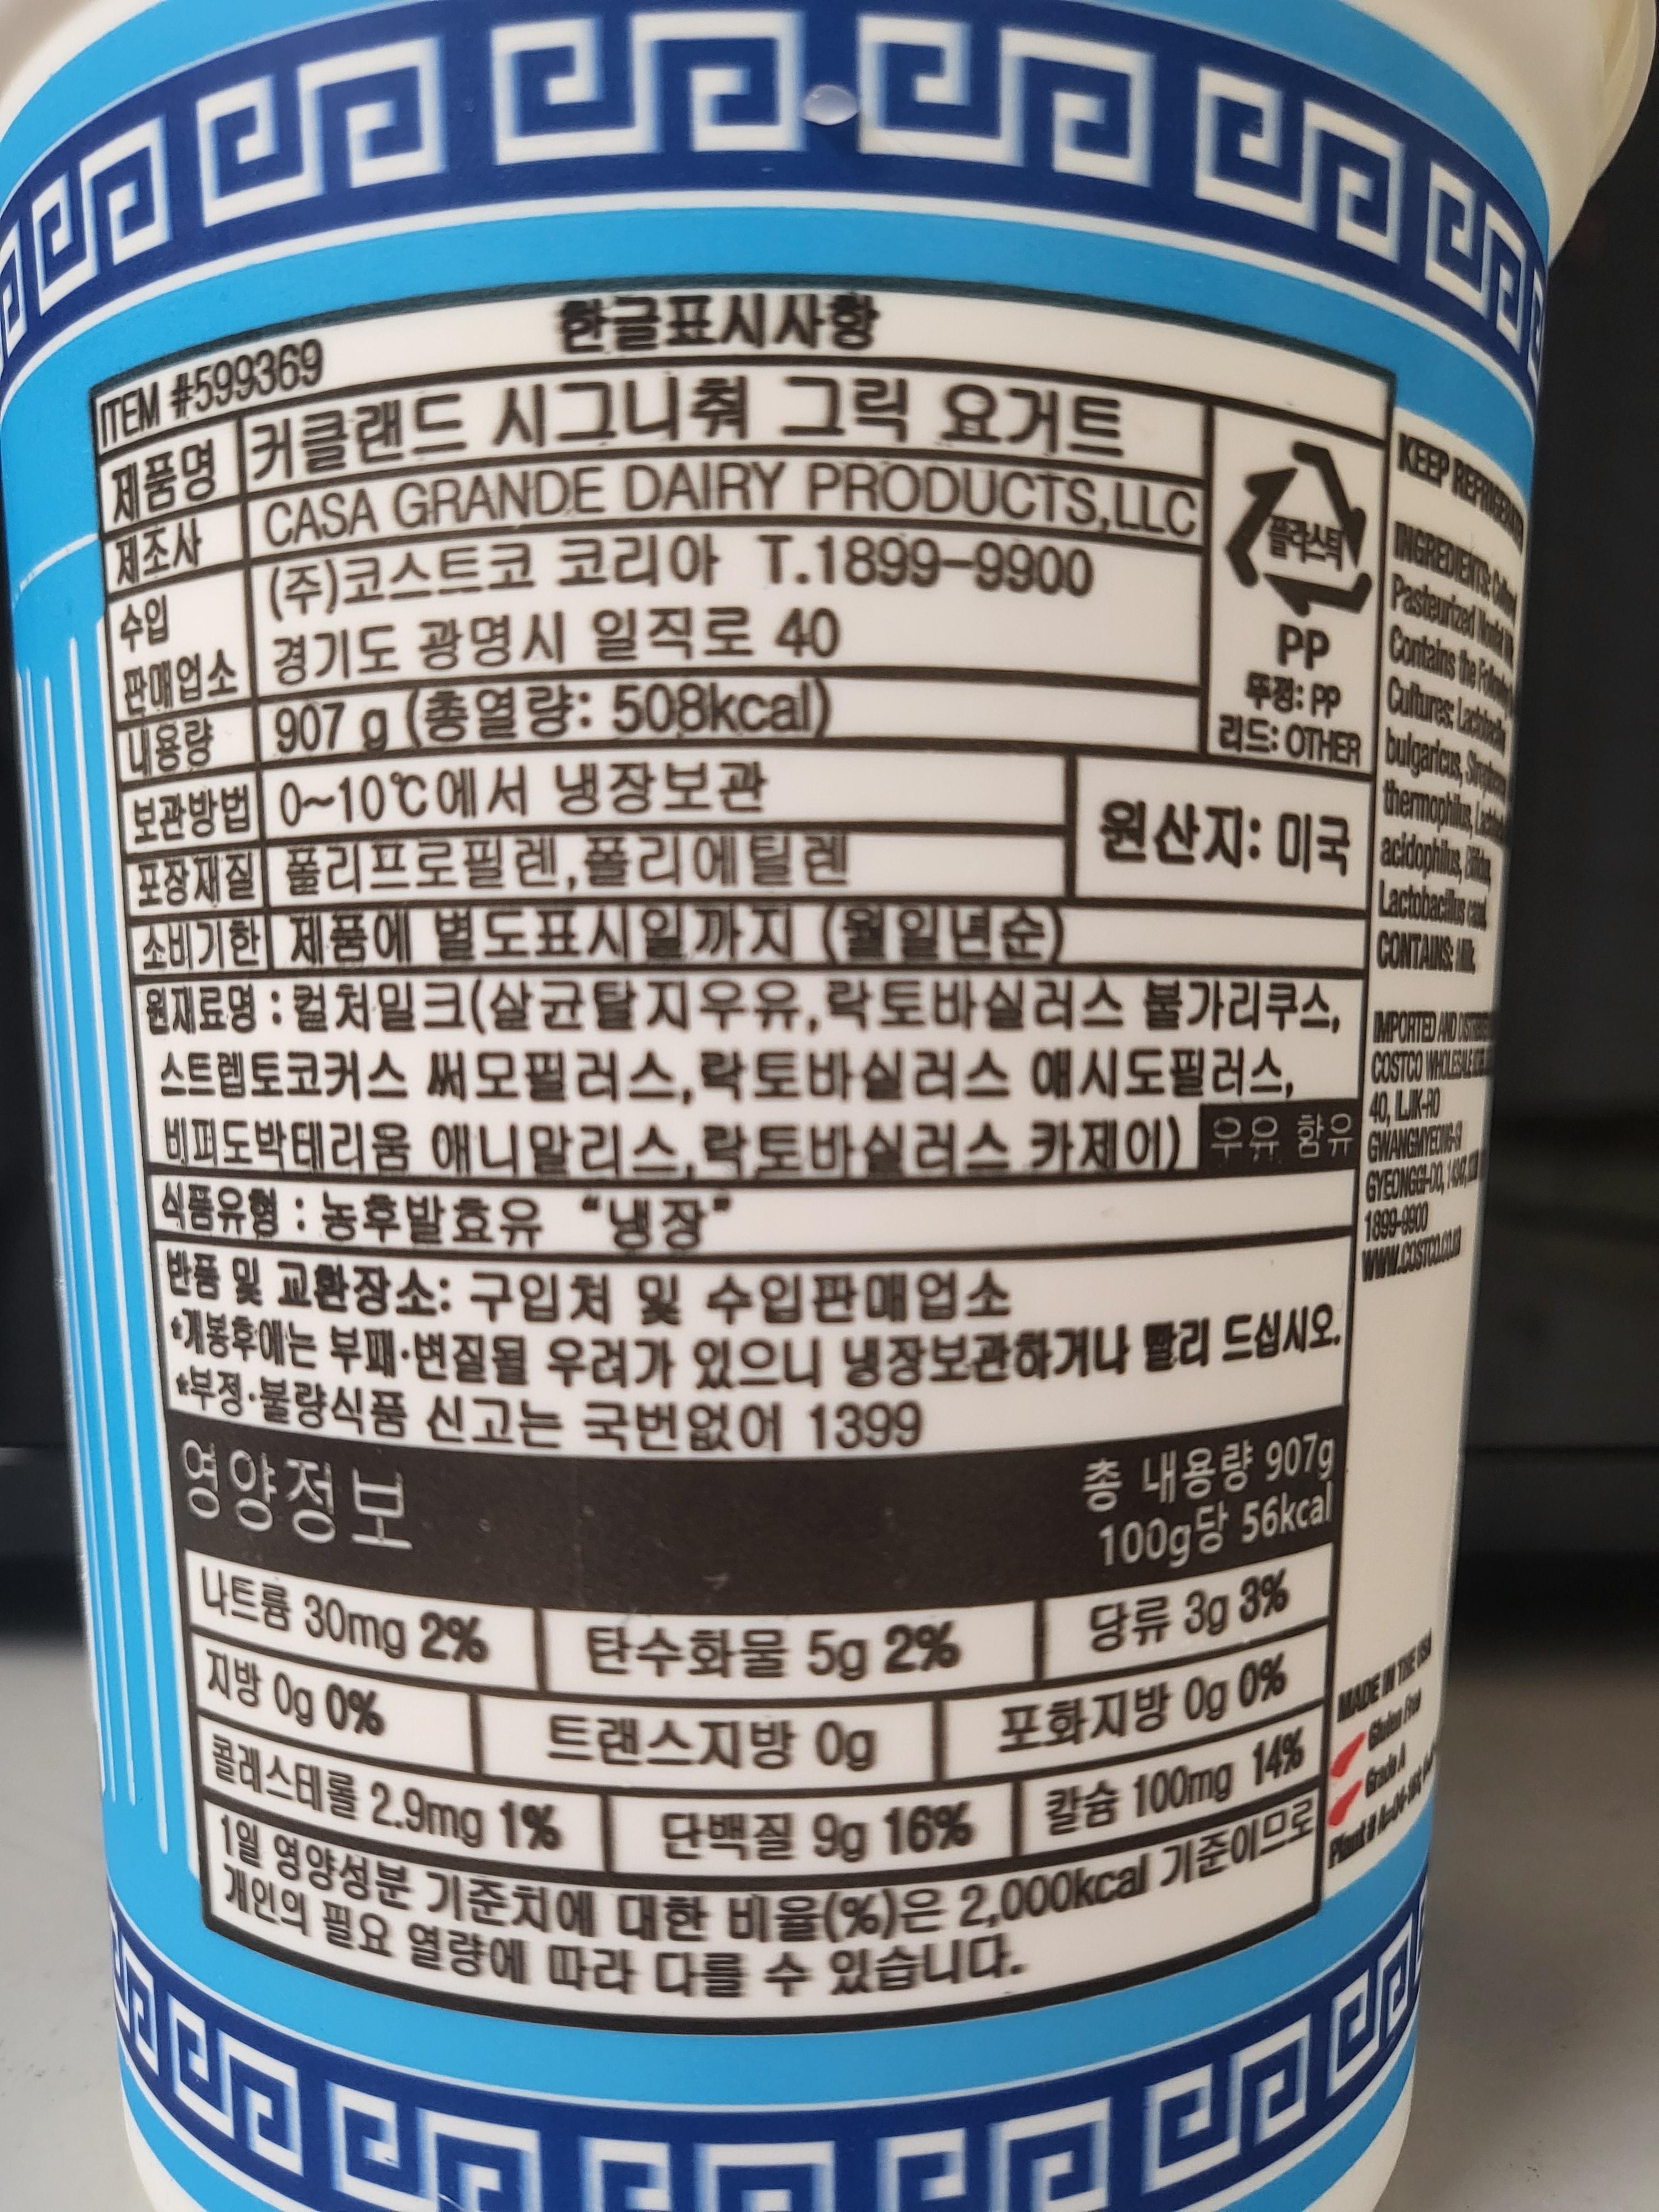 한글표시사항
ITEM #599369
제품명 커클랜드 시그니춰 그릭 요거트
제조사 CASA GRANDE DAIRY PRODUCTS,LLC
수입 (주)코스트코 코리아 T.1899-9900
판매업소 경기도 광명시 일직로 40
플라스틱
PP
뚜껑: PP
리드: OTHER
내용량 907 g (총열량: 508kcal)
보관방법 0~10℃에서 냉장보관
포장재질 폴리프로필렌,폴리에틸렌
원산지: 미국
소비기한 제품에 별도표시일까지 (월일년순)
원재료명 : 컬쳐밀크(살균탈지우유,락토바실러스 불가리쿠스,
스트렙토코커스 써모필러스,락토바실러스 애시도필러스,
비피도박테리움 애니말리스,락토바실러스 카제이) 우유 함유
식품유형 : 농후발효유 “냉장”
반품 및 교환장소: 구입처 및 수입판매업소
*개봉후에는 부패·변질될 우려가 있으니 냉장보관하거나 빨리 드십시오.
*부정·불량식품 신고는 국번없이 1399
영양정보
총 내용량 907g
100g당 56kcal
나트륨 30mg 2% 탄수화물 5g 2% 당류 3g 3%
지방 0g 0% 트랜스지방 0g 포화지방 0g 0%
콜레스테롤 2.9mg 1% 단백질 9g 16% 칼슘 100mg 14%
1일 영양성분 기준치에 대한 비율(%)은 2,000kcal 기준이므로
개인의 필요 열량에 따라 다를 수 있습니다.
KEEP
INGREDIENTS:
Pasteurized
Contains the Following
Cultures:
bulgaricus,
thermophilus,
acidophilus,
Lactobacillus casei.
CONTAINS: Milk.
IMPORTED AND
COSTCO WHOLESALE
40, ILJIK-RO
GWANGMYEONG-SI
GYEONGGI-DO,
1899-9900
WWW.COSTCO.CO.KR
MADE IN THE USA
Gluten Free
Grade A
Plant #